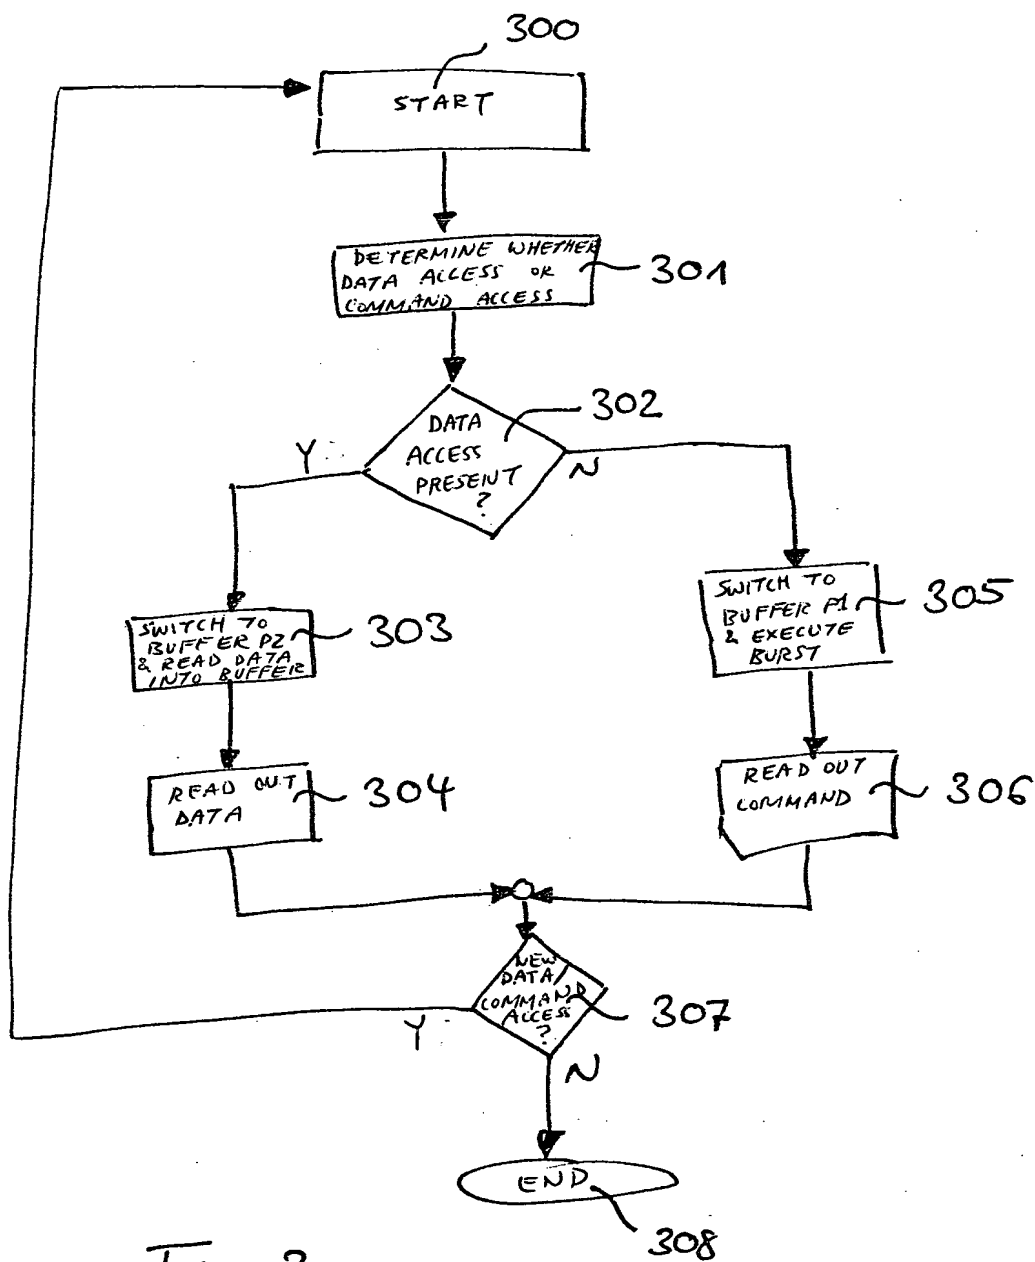 300
START
DETERMINE WHETHER
DATA ACCESS OR
COMMAND ACCESS
301
DATA
ACCESS
PRESENT
?
302
Y
N
SWITCH TO
BUFFER P2
& READ DATA
INTO BUFFER
303
SWITCH TO
BUFFER P1
& EXECUTE
BURST
305
READ OUT
DATA
304
READ OUT
COMMAND
306
NEW
DATA/
COMMAND
ACCESS
?
307
Y
N
END
308